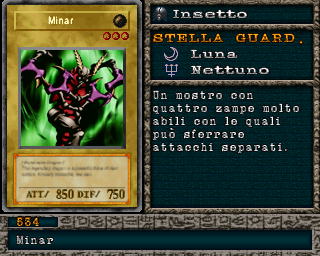 Minar
ATT/ 850 DIF/ 750
Insetto
STELLA GUARD.
Luna
Nettuno
Un mostro con
quattro zampe molto
abili con le quali
può sferrare
attacchi separati.
534
Minar